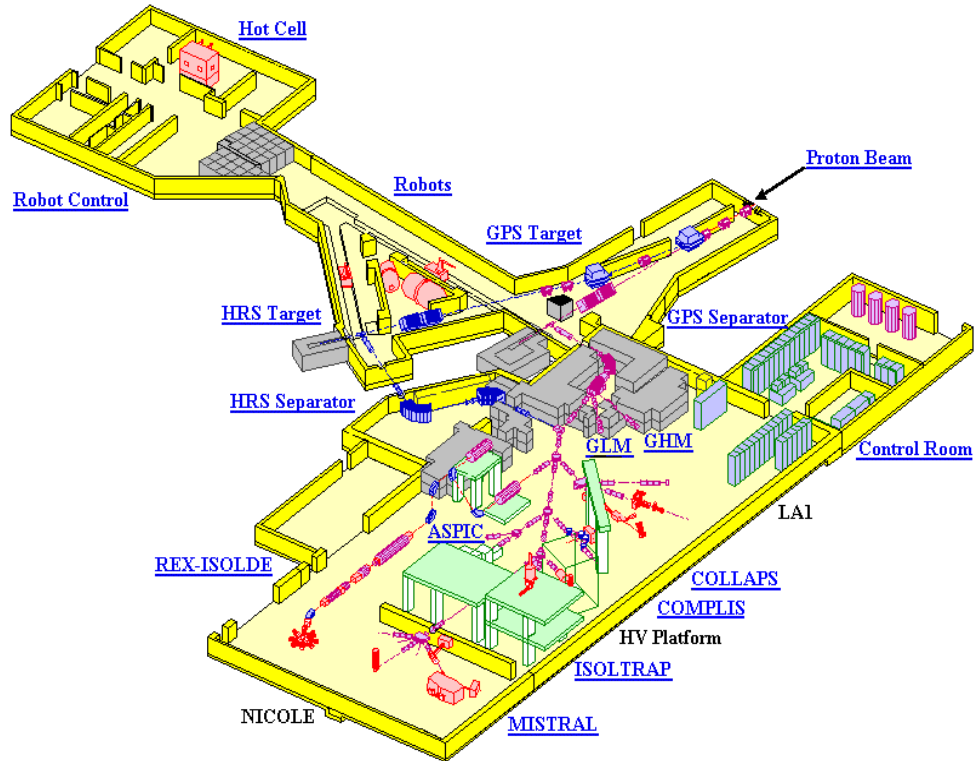 Hot Cell
Proton Beam
Robots
Robot Control
GPS Target
HRS Target
GPS Separator
HRS Separator
GLM
GHM
Control Room
LA1
ASPIC
REX-ISOLDE
COLLAPS
COMPLIS
HV Platform
ISOLTRAP
NICOLE
MISTRAL